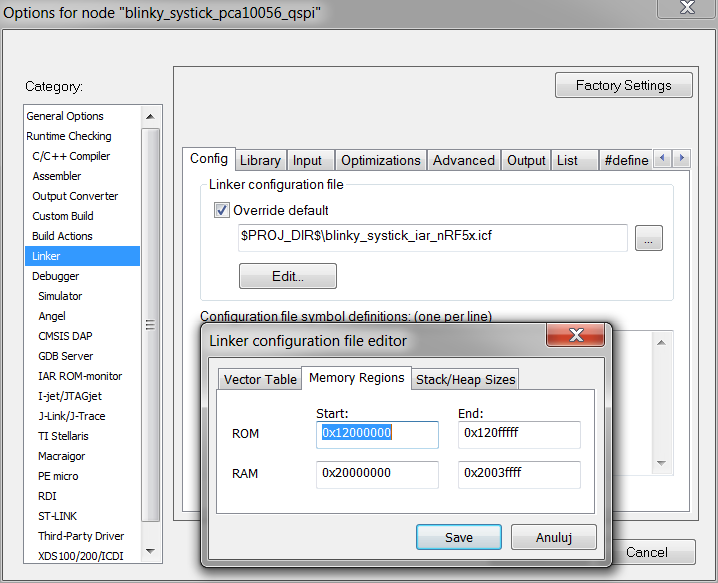 Options for node "blinky_systick_pca10056_qspi"
Category:
General Options
Runtime Checking
C/C++ Compiler
Assembler
Output Converter
Custom Build
Build Actions
Linker
Debugger
Simulator
Angel
CMSIS DAP
GDB Server
IAR ROM-monitor
I-jet/JTAGjet
J-Link/J-Trace
TI Stellaris
Macraigor
PE micro
RDI
ST-LINK
Third-Party Driver
XDS100/200/ICDI
Factory Settings
Config Library Input Optimizations Advanced Output List #define
Linker configuration file
Override default
$PROJ_DIR$\blinky_systick_iar_nRF5x.icf
...
Edit...
Configuration file symbol definitions: (one per line)
Linker configuration file editor
Vector Table Memory Regions Stack/Heap Sizes
Start: End:
ROM 0x12000000 0x120fffff
RAM 0x20000000 0x2003ffff
Save Anuluj
Cancel